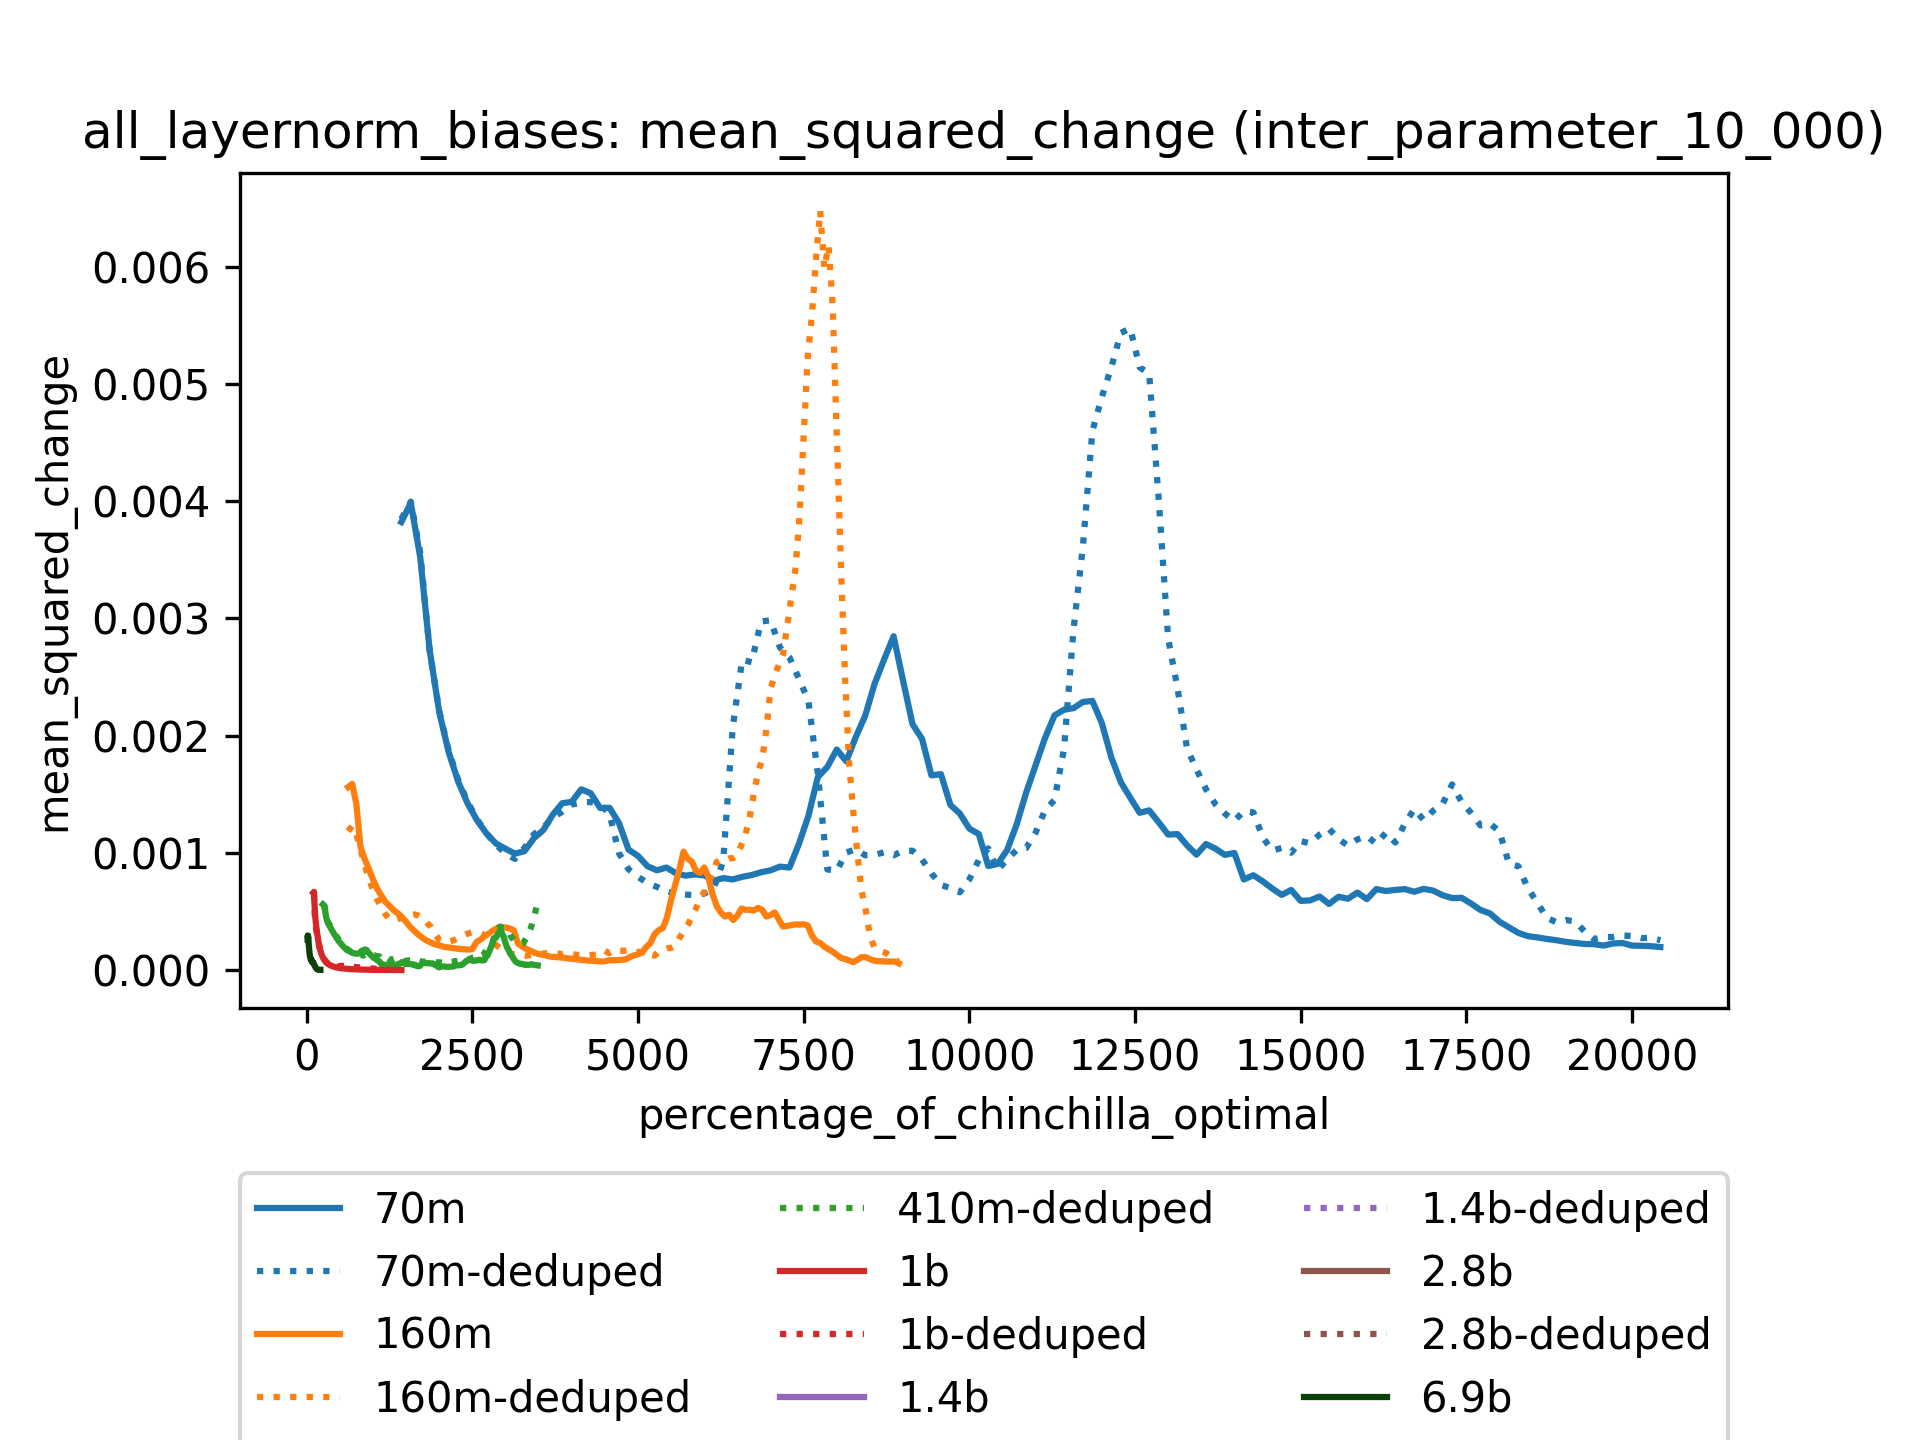 all_layernorm_biases: mean_squared_change (inter_parameter_10_000)
mean_squared_change
0.006
0.005
0.004
0.003
0.002
0.001
0.000
0 2500 5000 7500 10000 12500 15000 17500 20000
percentage_of_chinchilla_optimal
70m
70m-deduped
160m
160m-deduped
410m-deduped
1b
1b-deduped
1.4b
1.4b-deduped
2.8b
2.8b-deduped
6.9b